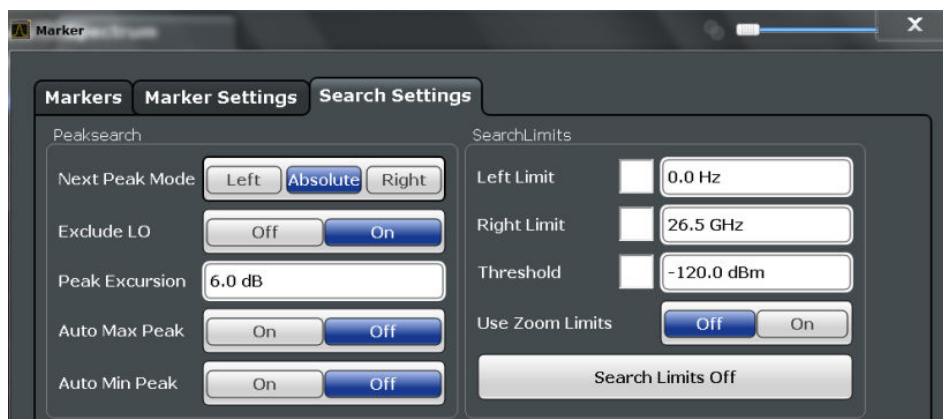 Marker
X
Markers Marker Settings Search Settings
Peaksearch
Next Peak Mode Left Absolute Right
Exclude LO Off On
Peak Excursion 6.0 dB
Auto Max Peak On Off
Auto Min Peak On Off
SearchLimits
Left Limit 0.0 Hz
Right Limit 26.5 GHz
Threshold -120.0 dBm
Use Zoom Limits Off On
Search Limits Off